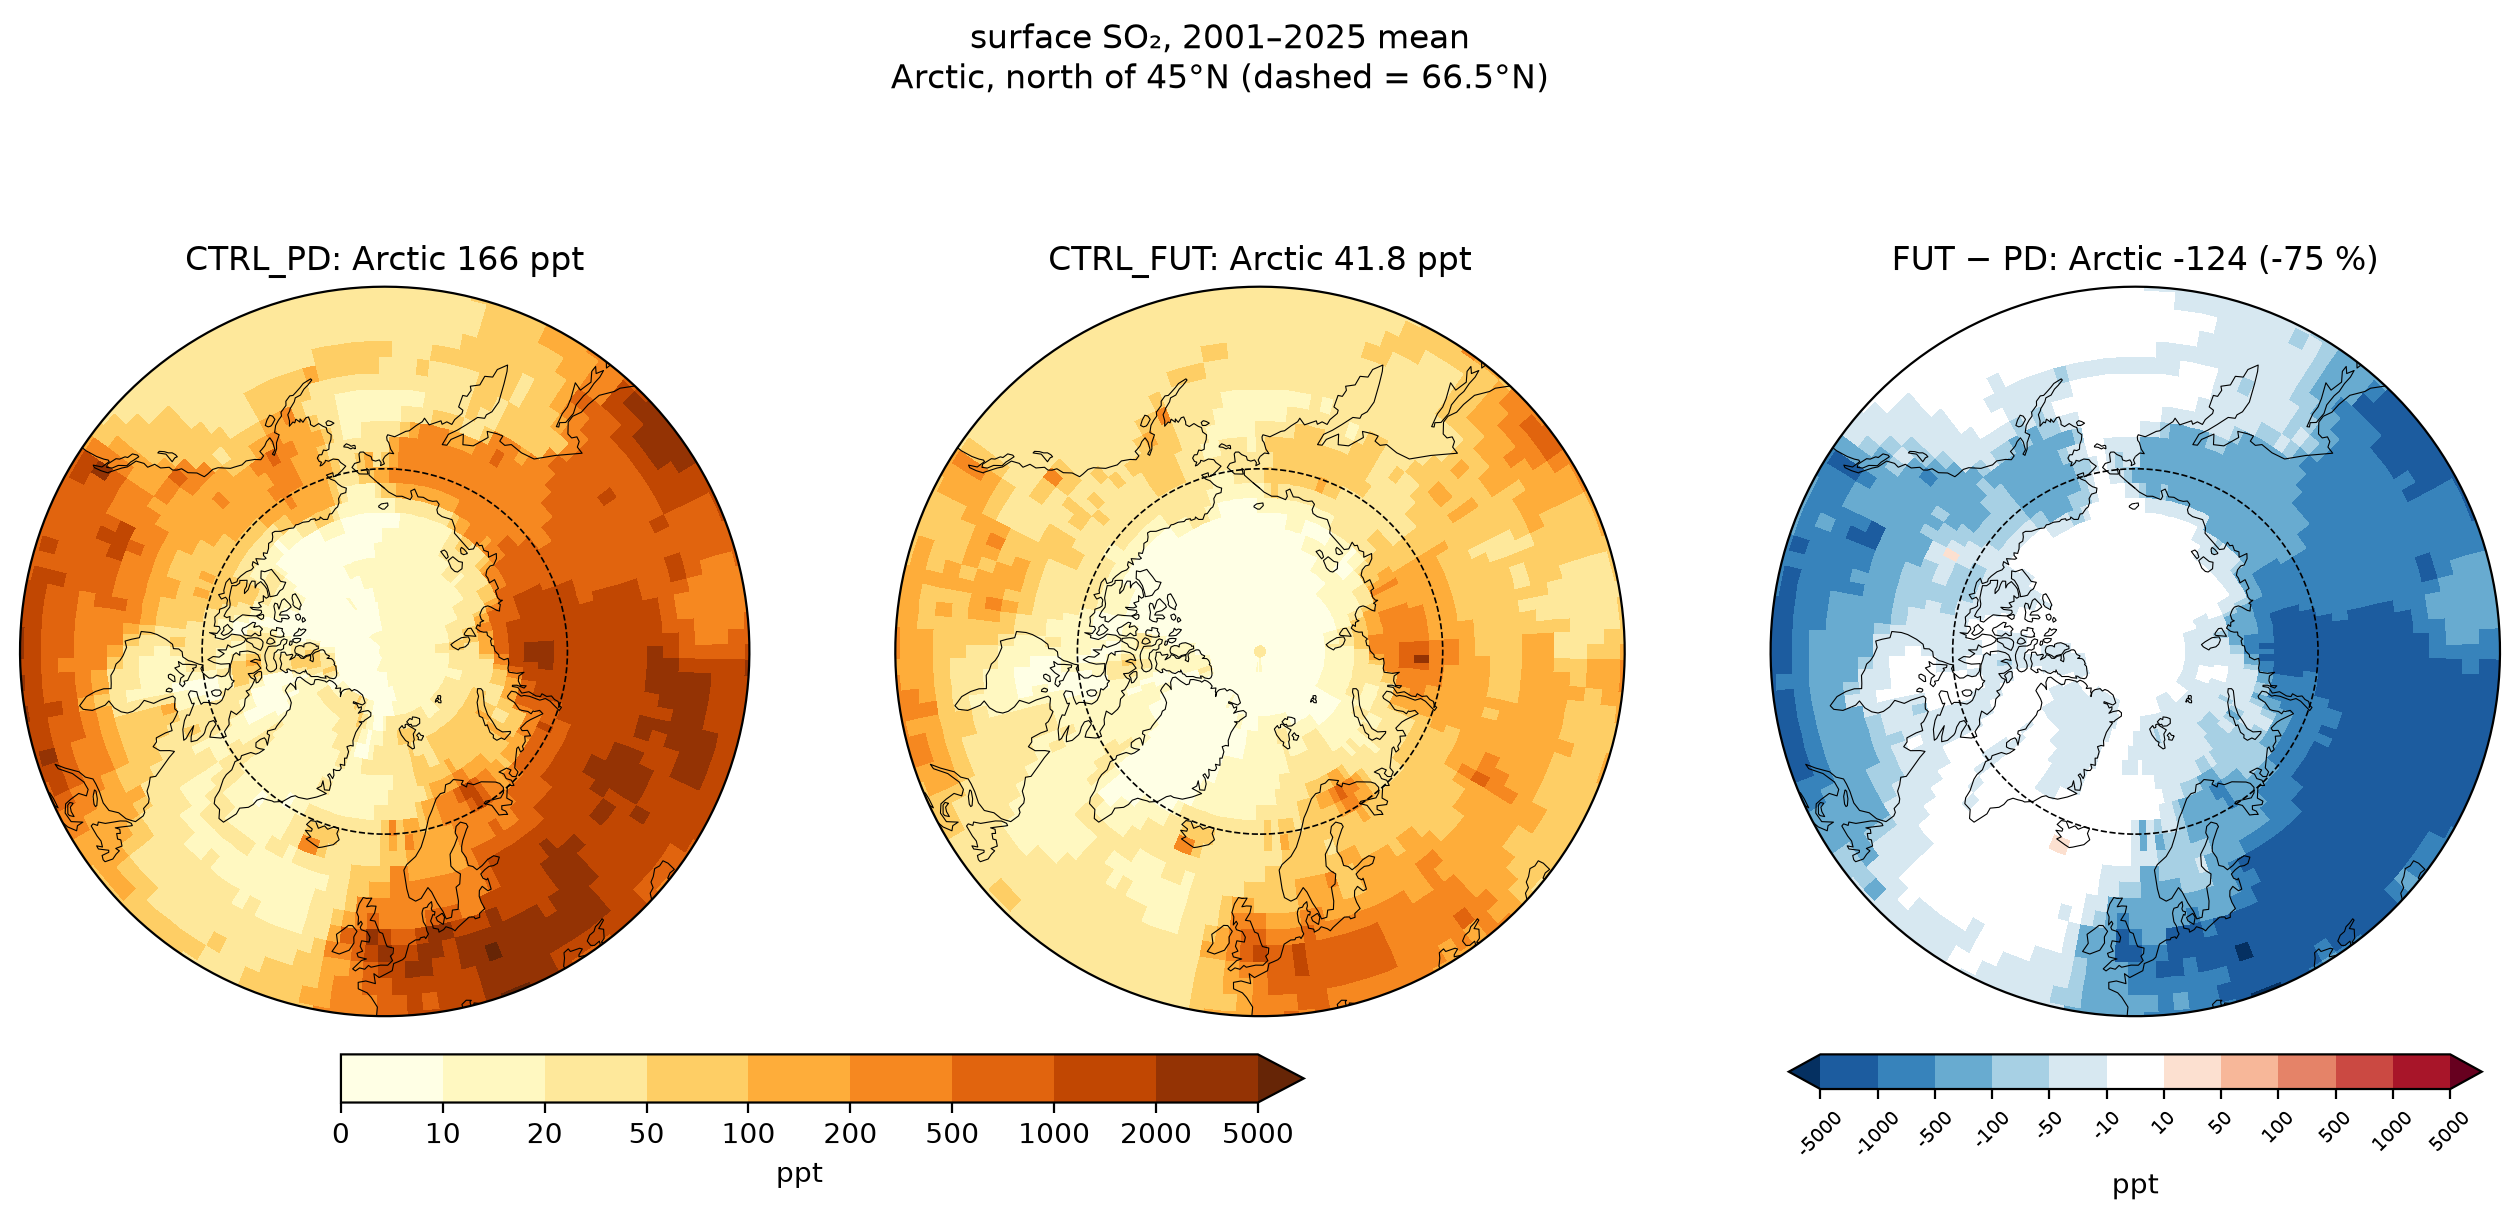 surface SO₂, 2001–2025 mean
Arctic, north of 45°N (dashed = 66.5°N)
CTRL_PD: Arctic 166 ppt
CTRL_FUT: Arctic 41.8 ppt
FUT − PD: Arctic -124 (-75 %)
0 10 20 50 100 200 500 1000 2000 5000
ppt
-5000 -1000 -500 -100 -50 -10 10 50 100 500 1000 5000
ppt